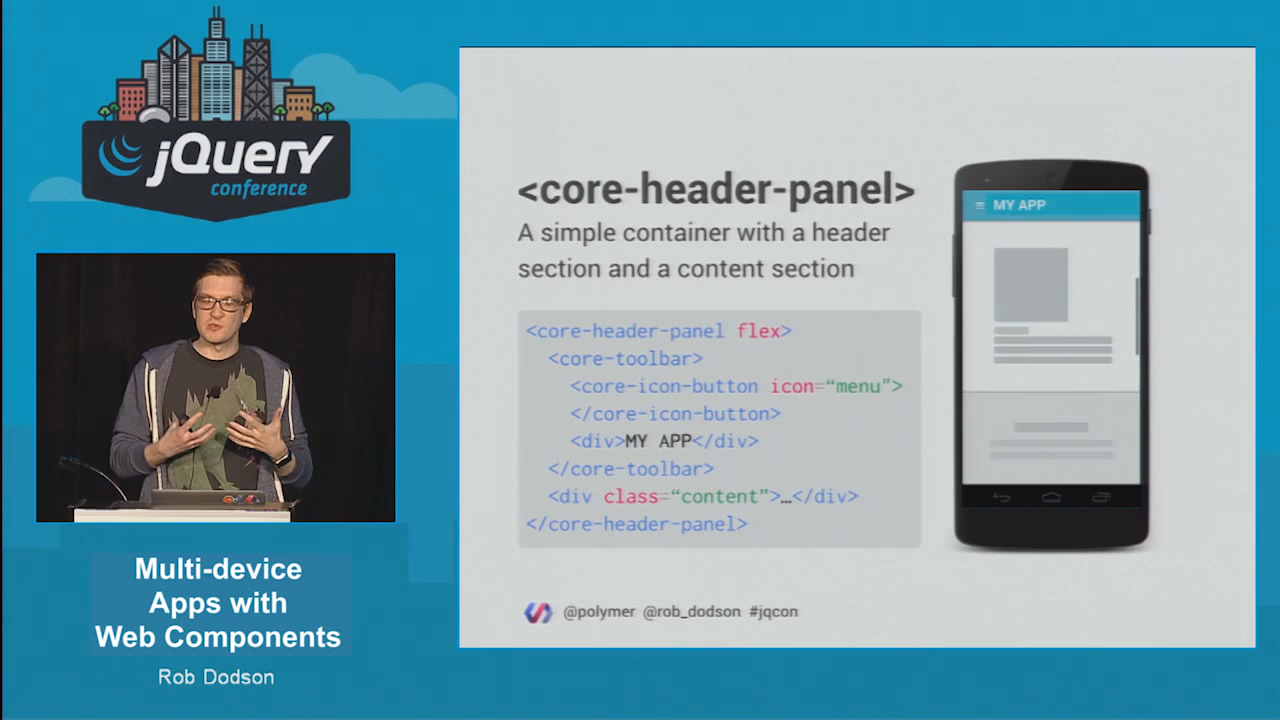 jQuery
conference
Multi-device
Apps with
Web Components
Rob Dodson
<core-header-panel>
A simple container with a header
section and a content section
<core-header-panel flex>
<core-toolbar>
<core-icon-button icon=“menu”>
</core-icon-button>
<div>MY APP</div>
</core-toolbar>
<div class=“content”>…</div>
</core-header-panel>
MY APP
@polymer @rob_dodson #jqcon